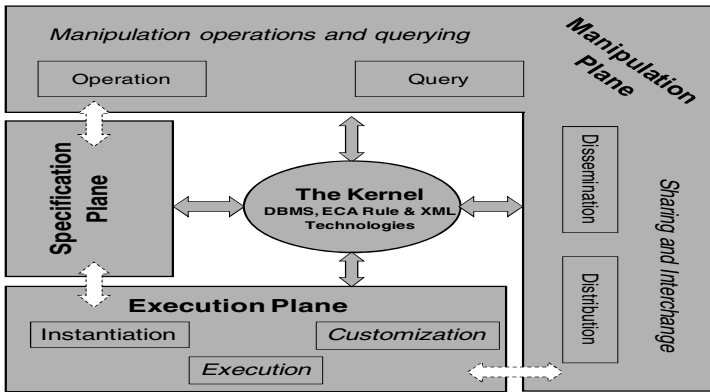 Manipulation operations and querying
Manipulation
Plane
Operation
Query
Specification
Plane
The Kernel
DBMS, ECA Rule & XML
Technologies
Dissemination
Sharing and Interchange
Distribution
Execution Plane
Instantiation
Customization
Execution